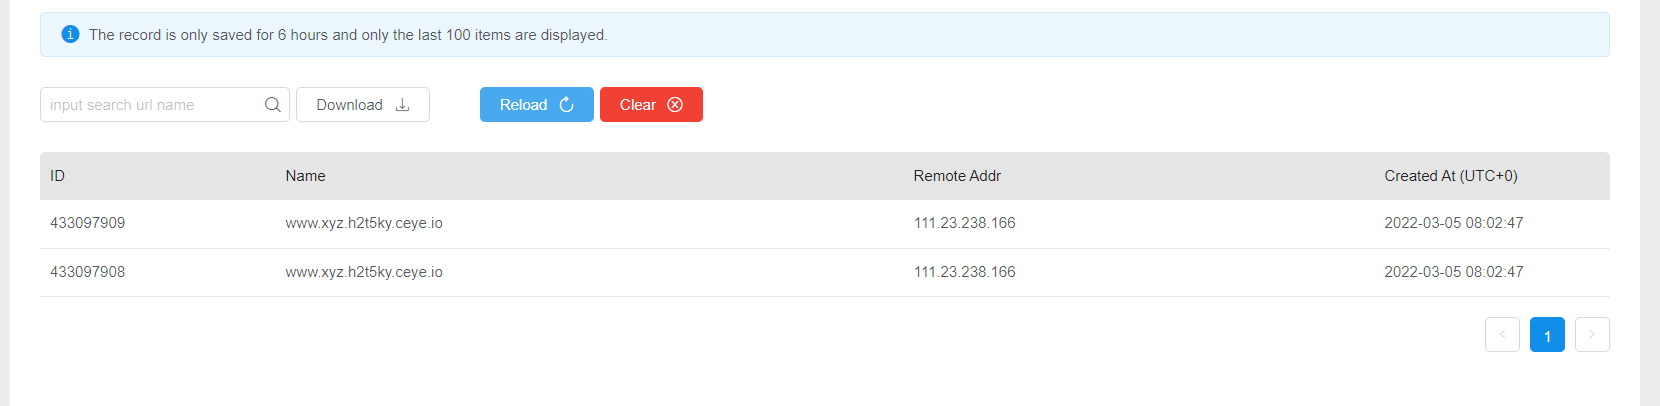 The record is only saved for 6 hours and only the last 100 items are displayed.
input search url name Download Reload Clear
ID Name Remote Addr Created At (UTC+0)
433097909 www.xyz.h2t5ky.ceye.io 111.23.238.166 2022-03-05 08:02:47
433097908 www.xyz.h2t5ky.ceye.io 111.23.238.166 2022-03-05 08:02:47
1